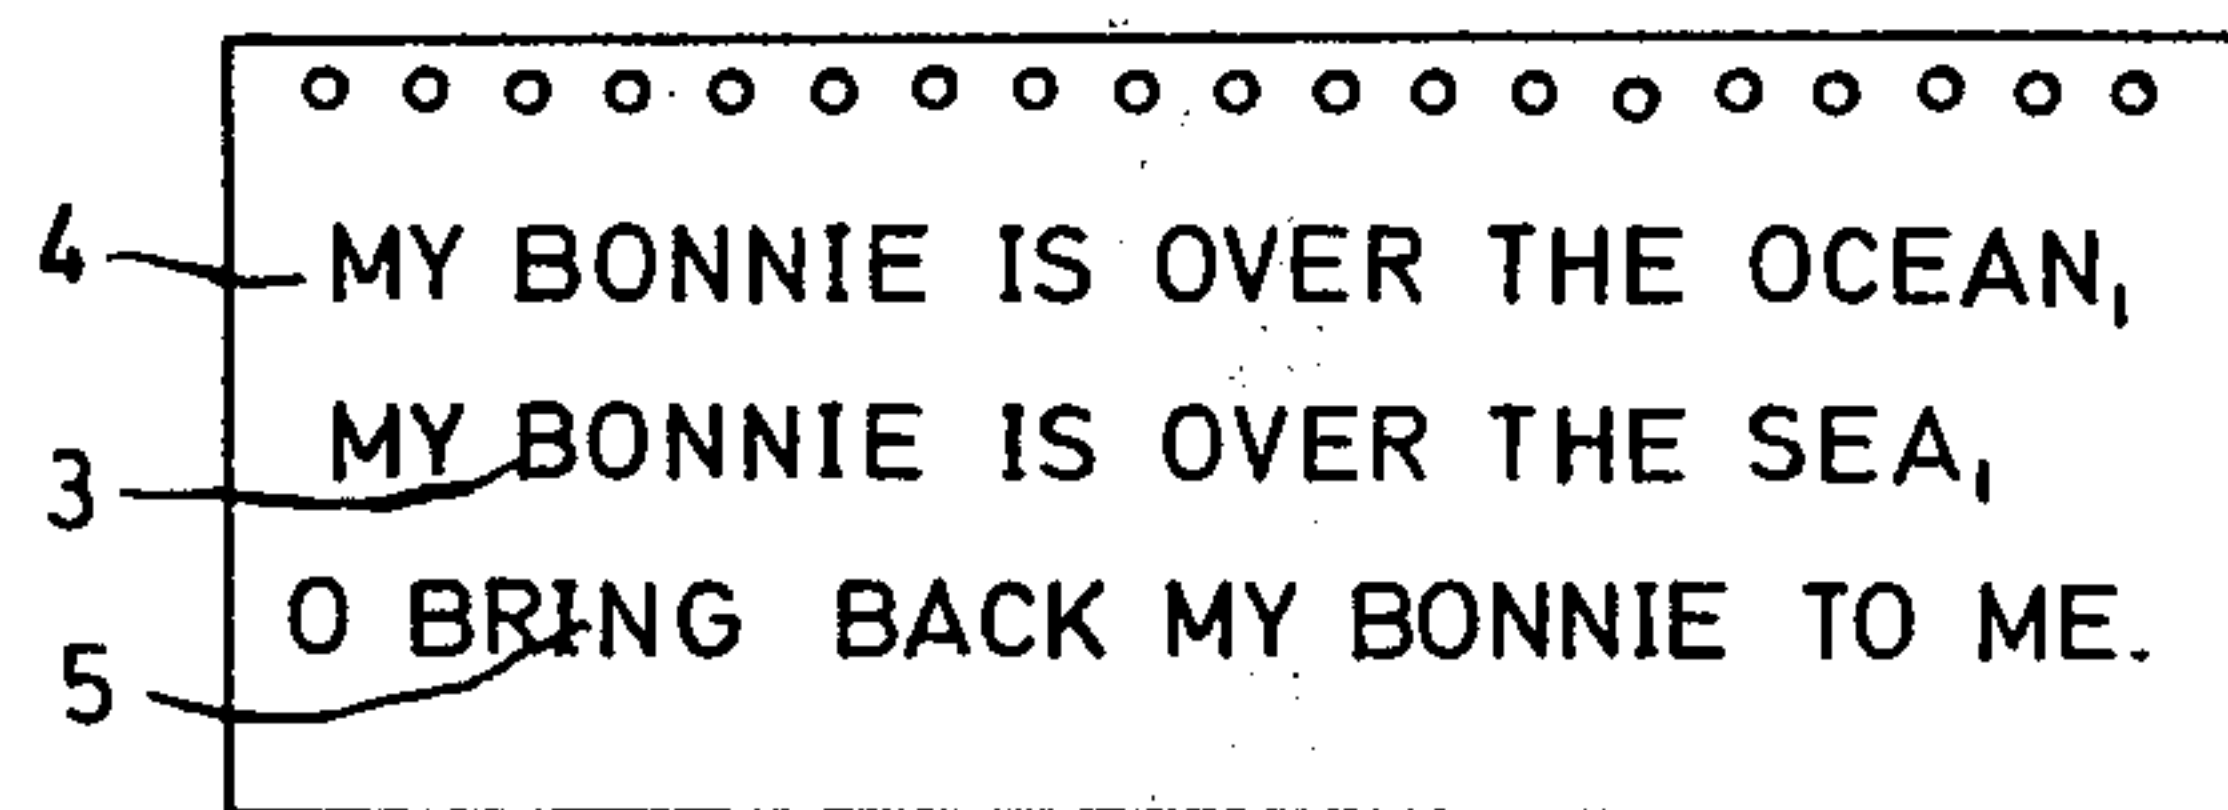 4 MY BONNIE IS OVER THE OCEAN,
MY BONNIE IS OVER THE SEA,
3
O BRING BACK MY BONNIE TO ME.
5